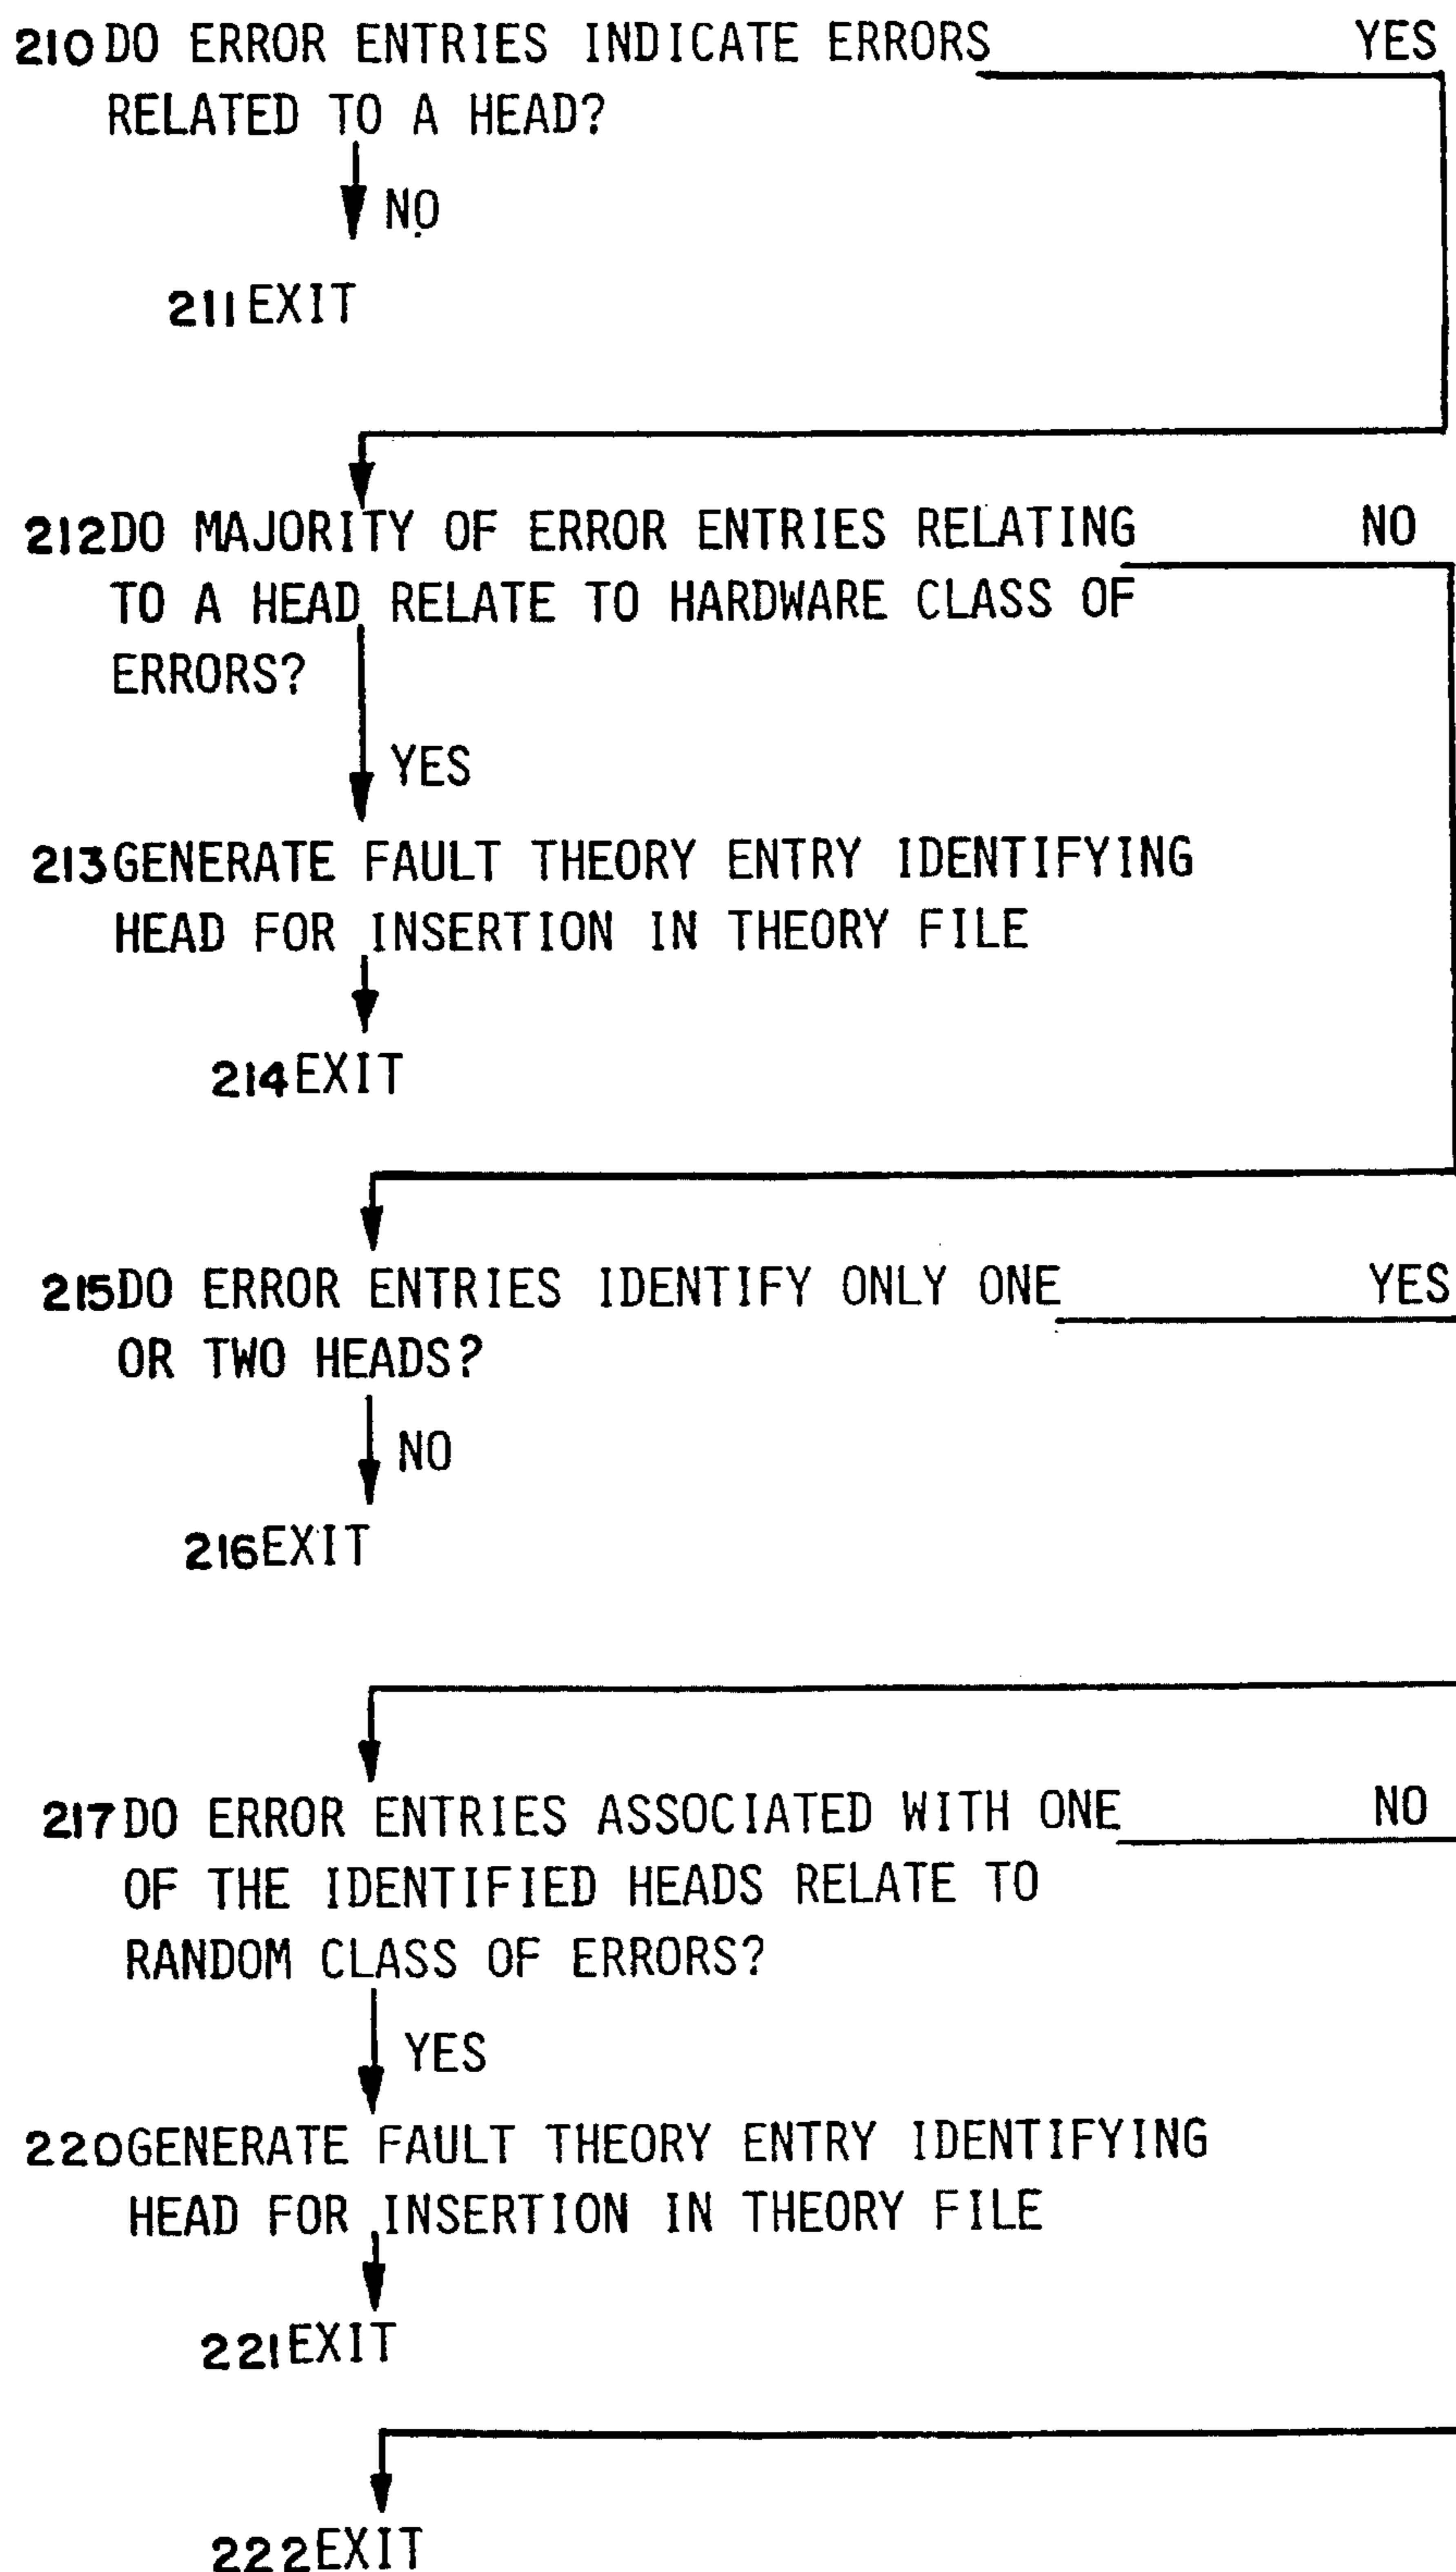 210 DO ERROR ENTRIES INDICATE ERRORS YES
RELATED TO A HEAD?
NO
211 EXIT
212 DO MAJORITY OF ERROR ENTRIES RELATING NO
TO A HEAD RELATE TO HARDWARE CLASS OF
ERRORS?
YES
213 GENERATE FAULT THEORY ENTRY IDENTIFYING
HEAD FOR INSERTION IN THEORY FILE
214 EXIT
215 DO ERROR ENTRIES IDENTIFY ONLY ONE YES
OR TWO HEADS?
NO
216 EXIT
217 DO ERROR ENTRIES ASSOCIATED WITH ONE NO
OF THE IDENTIFIED HEADS RELATE TO
RANDOM CLASS OF ERRORS?
YES
220 GENERATE FAULT THEORY ENTRY IDENTIFYING
HEAD FOR INSERTION IN THEORY FILE
221 EXIT
222 EXIT